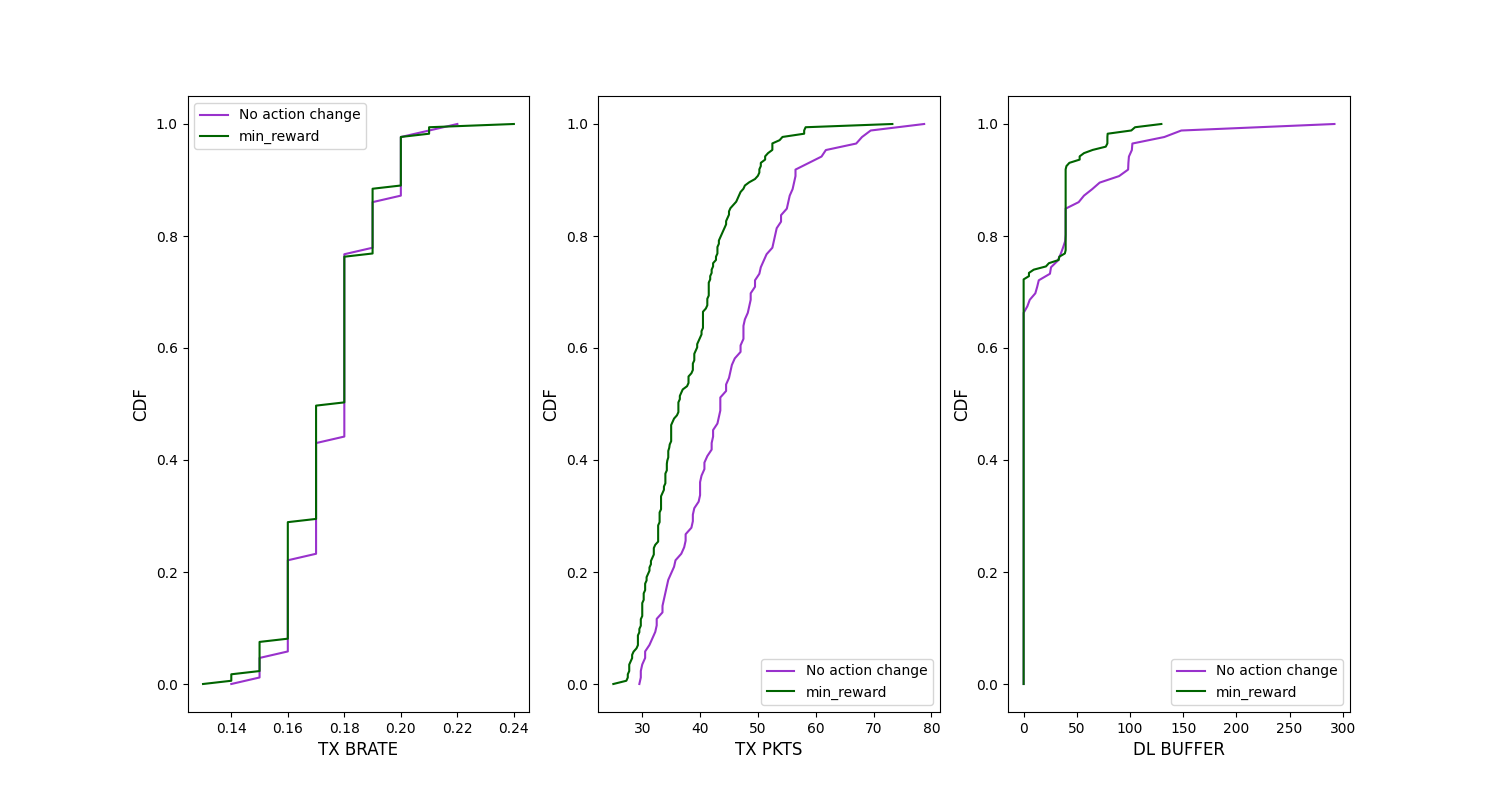 No action change
min_reward
1.0
0.8
0.6
0.4
0.2
0.0
CDF
0.14 0.16 0.18 0.20 0.22 0.24
TX BRATE
1.0
0.8
0.6
0.4
0.2
0.0
CDF
No action change
min_reward
30 40 50 60 70 80
TX PKTS
1.0
0.8
0.6
0.4
0.2
0.0
CDF
No action change
min_reward
0 50 100 150 200 250 300
DL BUFFER